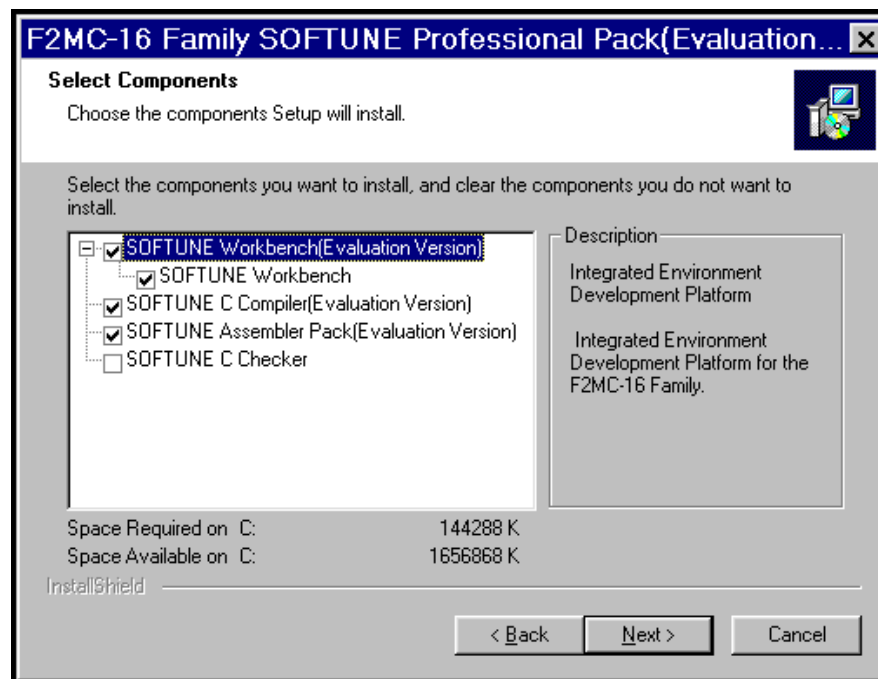 F2MC-16 Family SOFTUNE Professional Pack(Evaluation...
Select Components
Choose the components Setup will install.
Select the components you want to install, and clear the components you do not want to
install.
SOFTUNE Workbench(Evaluation Version)
SOFTUNE Workbench
SOFTUNE C Compiler(Evaluation Version)
SOFTUNE Assembler Pack(Evaluation Version)
SOFTUNE C Checker
Description
Integrated Environment
Development Platform
Integrated Environment
Development Platform for the
F2MC-16 Family.
Space Required on C: 144288 K
Space Available on C: 1656868 K
InstallShield
< Back Next > Cancel